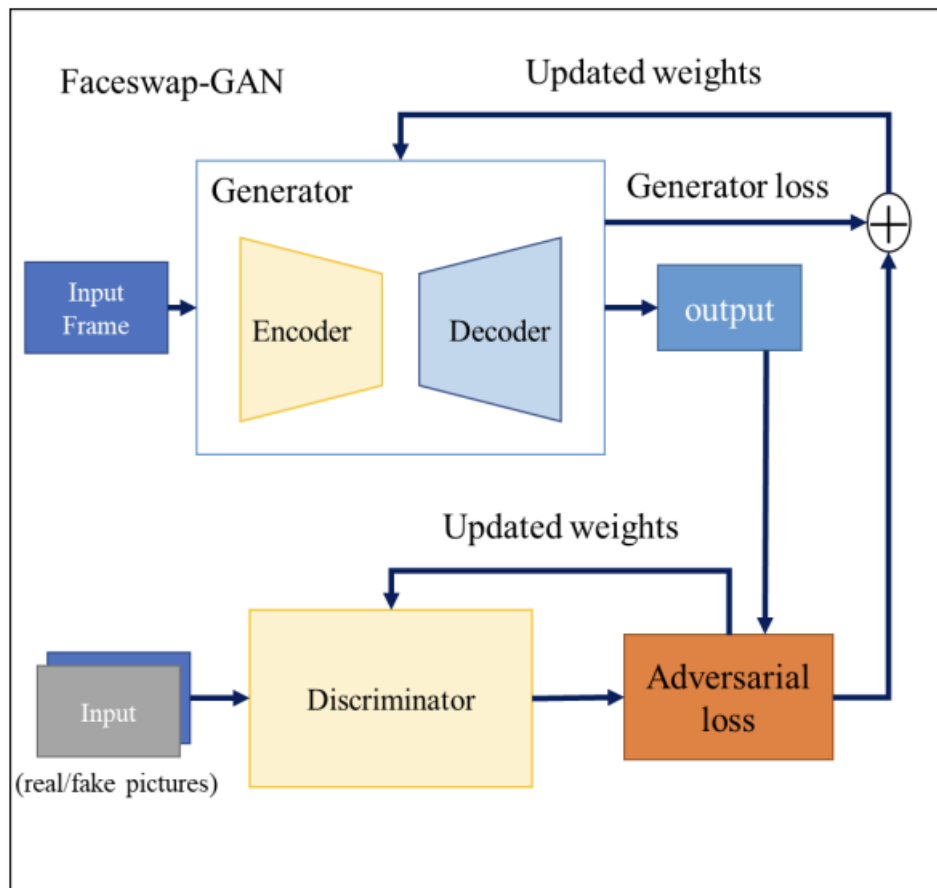 Faceswap-GAN
Updated weights
Generator
Generator loss
Input
Frame
Encoder
Decoder
output
Updated weights
Input
(real/fake pictures)
Discriminator
Adversarial
loss